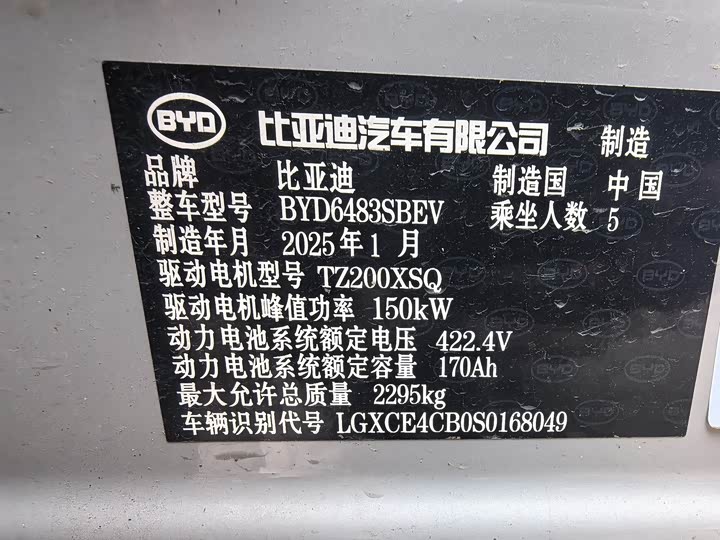 BYD 比亚迪汽车有限公司 制造
品牌 比亚迪 制造国 中国
整车型号 BYD6483SBEV 乘坐人数 5
制造年月 2025年1月
驱动电机型号 TZ200XSQ
驱动电机峰值功率 150kW
动力电池系统额定电压 422.4V
动力电池系统额定容量 170Ah
最大允许总质量 2295kg
车辆识别代号 LGXCE4CB0S0168049